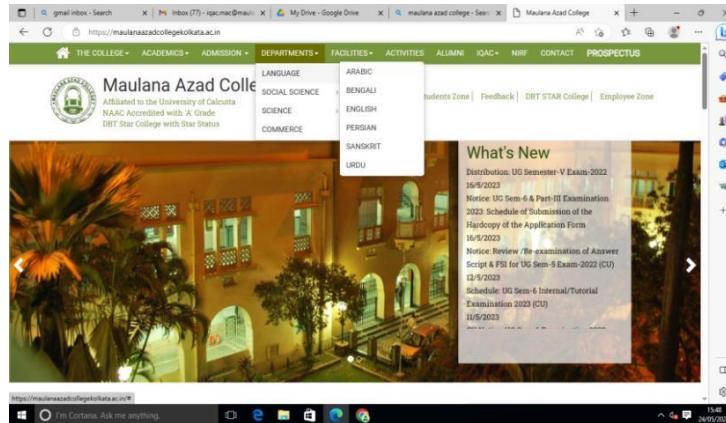 gmail inbox - Search
Inbox (77) - iqac.mac@maula
My Drive - Google Drive
maulana azad college - Sear
Maulana Azad College
https://maulanaazadcollegekolkata.ac.in
THE COLLEGE
ACADEMICS
ADMISSION
DEPARTMENTS
FACILITIES
ACTIVITIES
ALUMNI
IQAC
NIRF
CONTACT
PROSPECTUS
LANGUAGE
SOCIAL SCIENCE
SCIENCE
COMMERCE
ARABIC
BENGALI
ENGLISH
PERSIAN
SANSKRIT
URDU
Maulana Azad Colle
Affiliated to the University of Calcutta
NAAC Accredited with 'A' Grade
DBT Star College with Star Status
udents Zone | Feedback | DBT STAR College | Employee Zone
What's New
Distribution: UG Semester-V Exam-2022
16/5/2023
Notice: UG Sem-6 & Part-III Examination
2023: Schedule of Submission of the
Hardcopy of the Application Form
16/5/2023
Notice: Review /Re-examination of Answer
Script & FSI for UG Sem-5 Exam-2022 (CU)
12/5/2023
Schedule: UG Sem-6 Internal/Tutorial
Examination 2023 (CU)
11/5/2023
https://maulanaazadcollegekolkata.ac.in/#
I'm Cortana. Ask me anything.
15:48
24/05/202